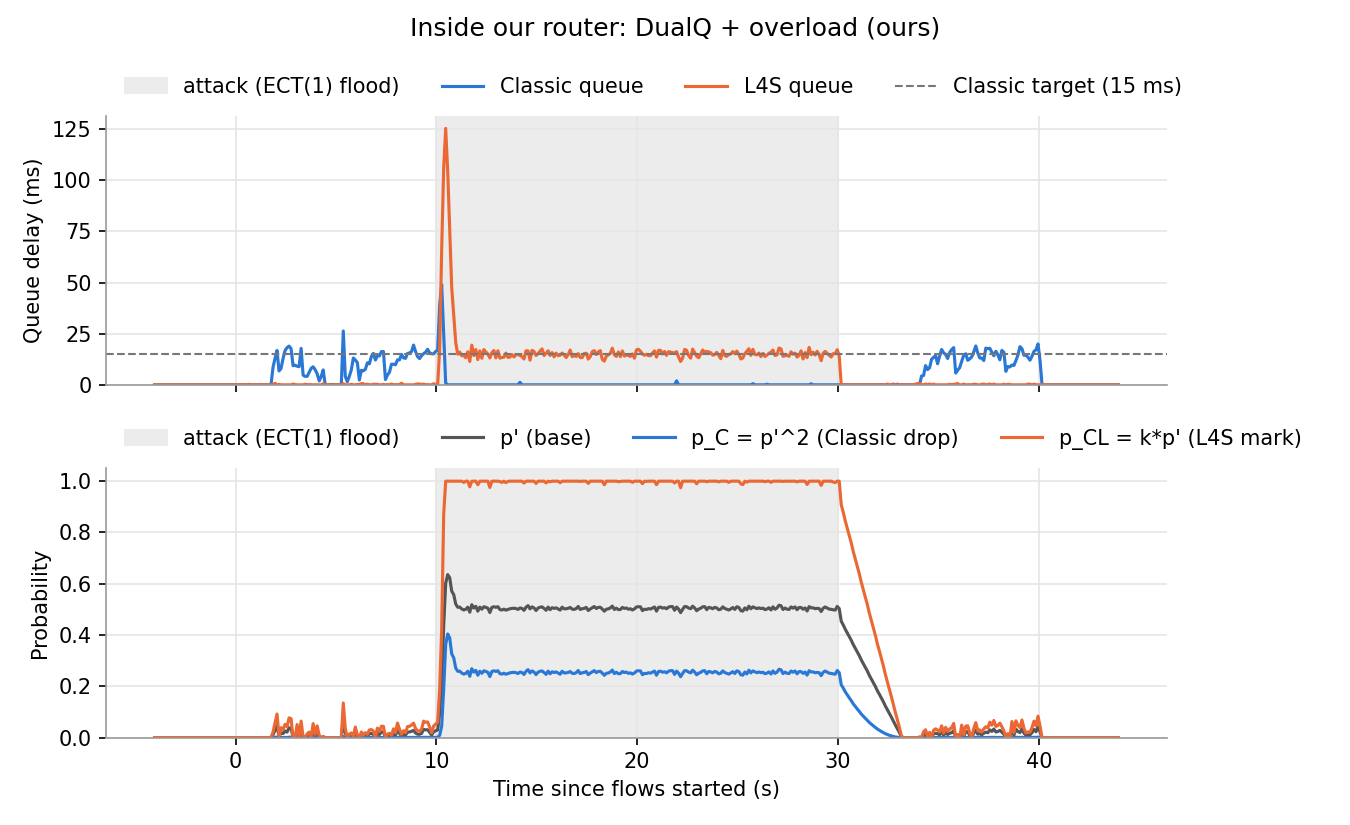 Inside our router: DualQ + overload (ours)
attack (ECT(1) flood) Classic queue L4S queue Classic target (15 ms)
Queue delay (ms)
125
100
75
50
25
0
attack (ECT(1) flood) p' (base) p_C = p'^2 (Classic drop) p_CL = k*p' (L4S mark)
Probability
1.0
0.8
0.6
0.4
0.2
0.0
0 10 20 30 40
Time since flows started (s)